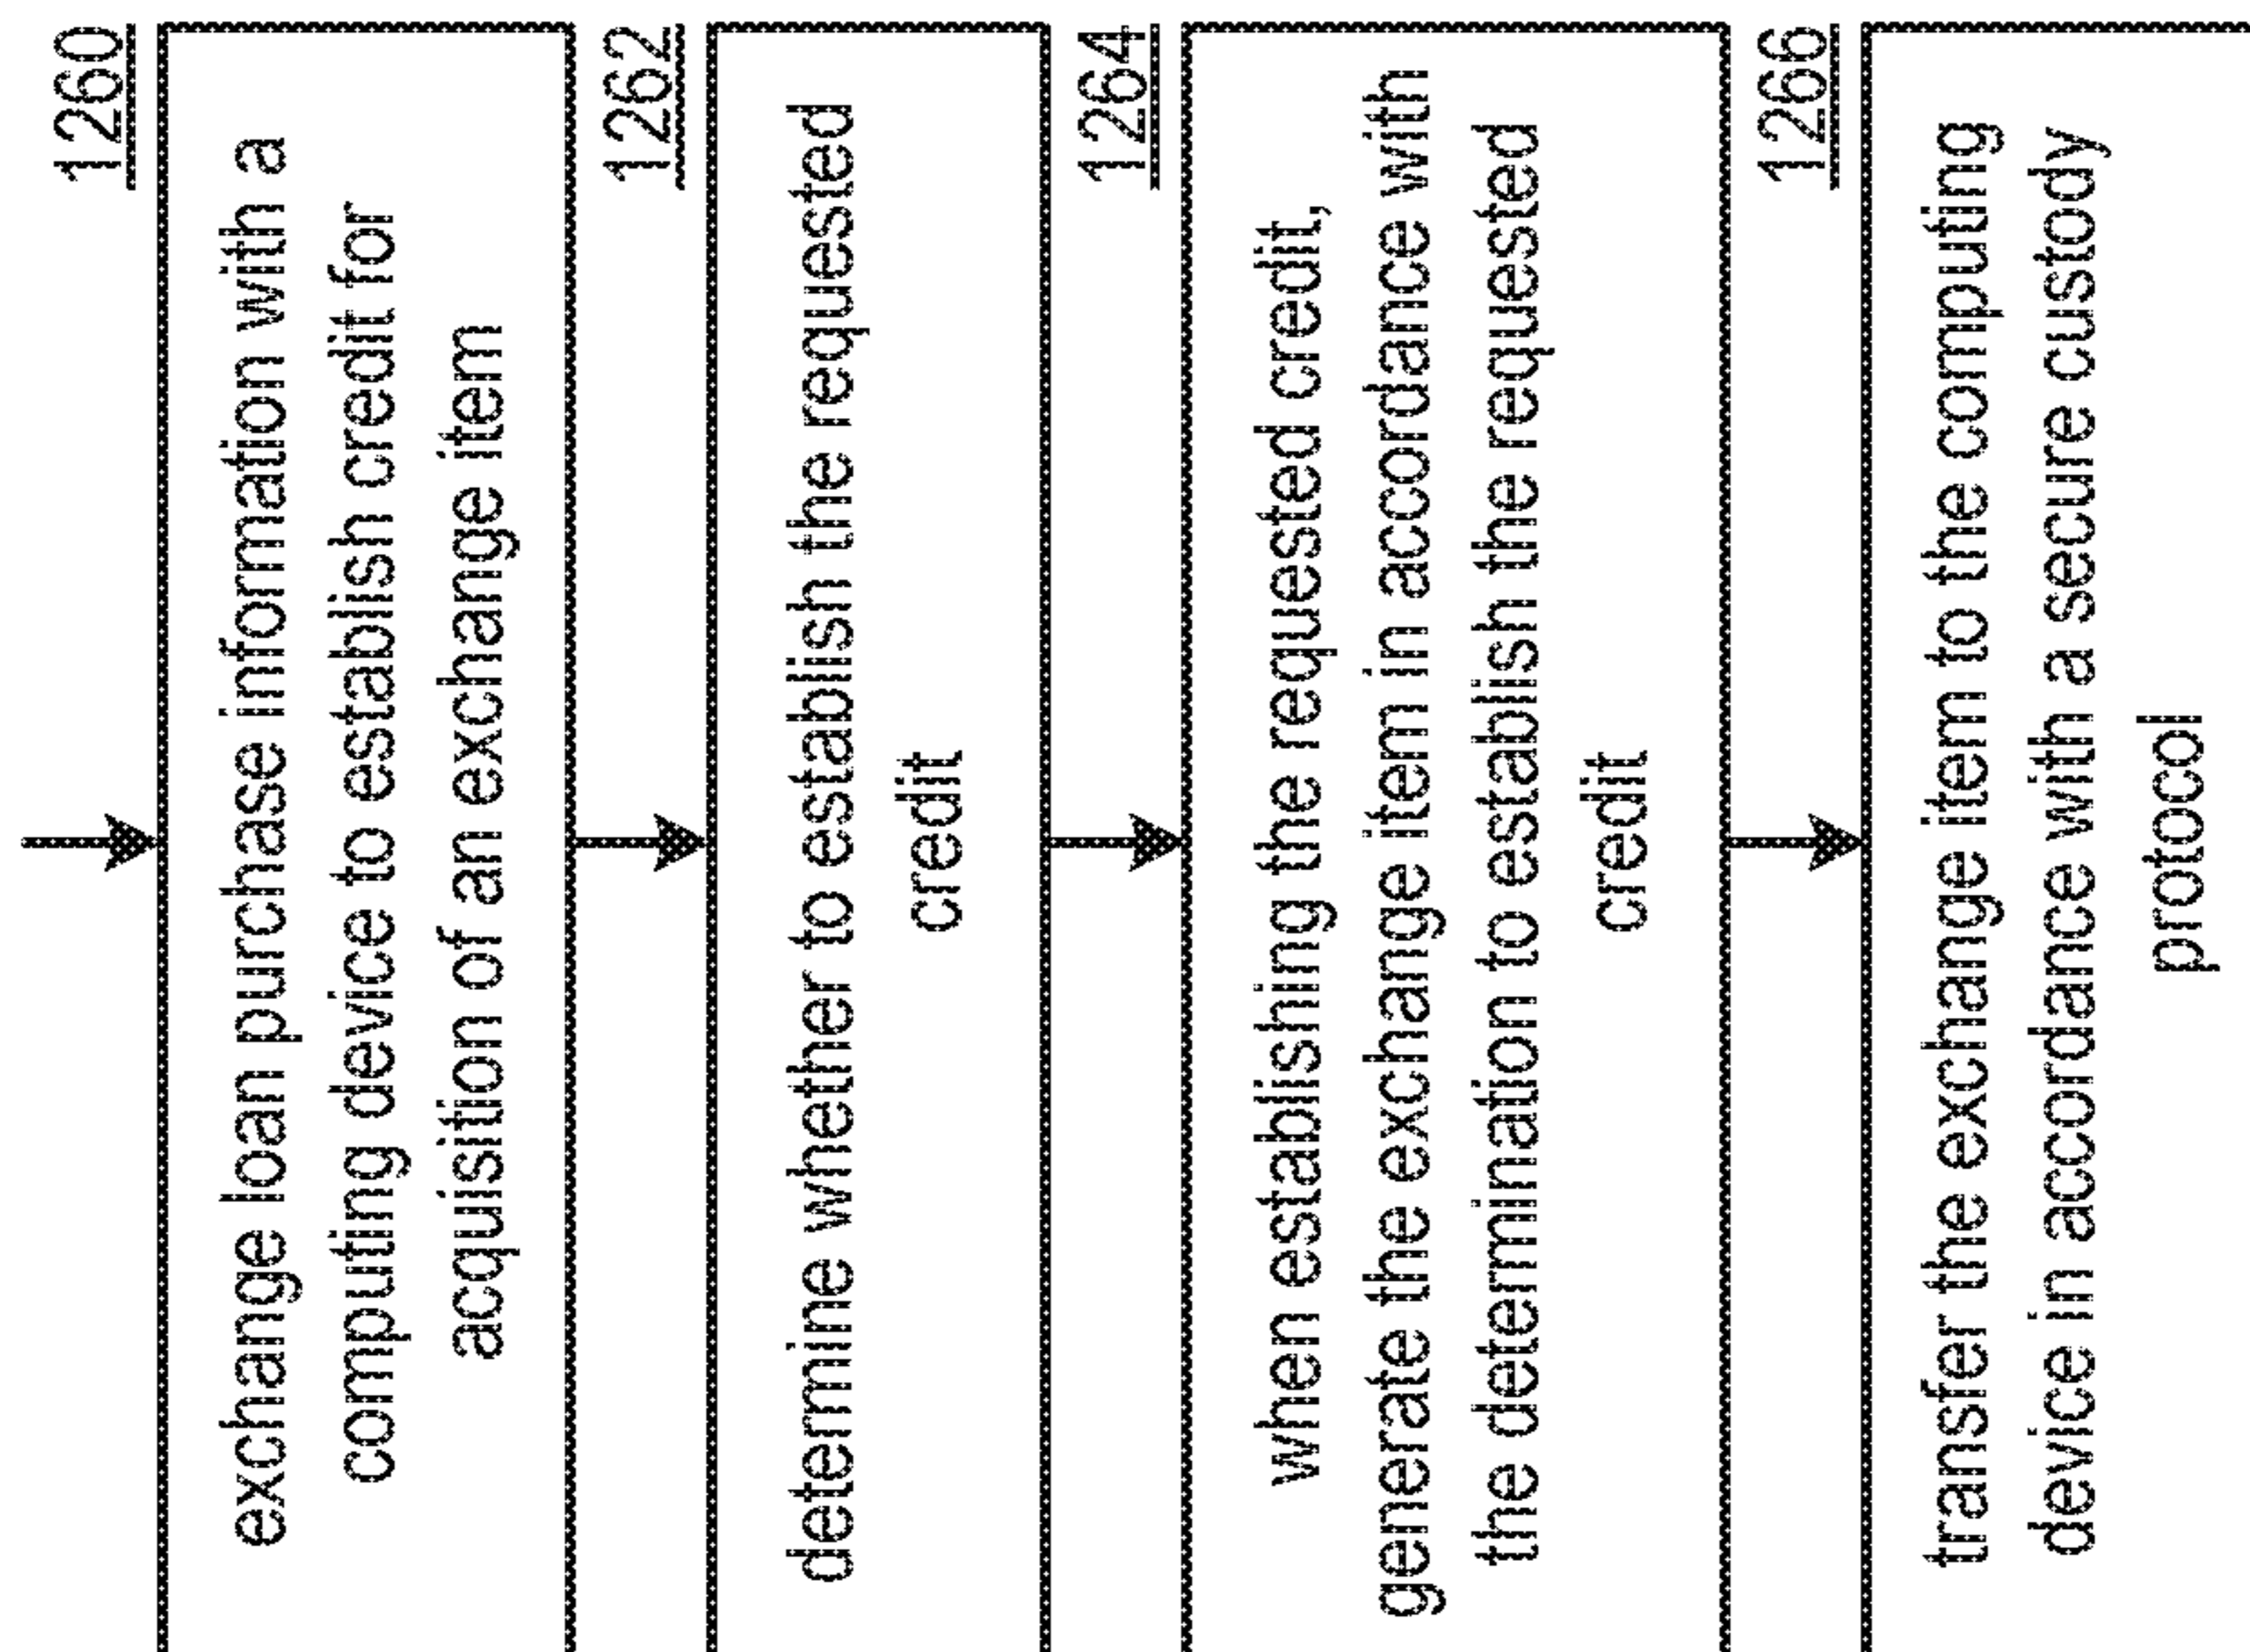 1260
exchange loan purchase information with a
computing device to establish credit for
acquisition of an exchange item
1262
determine whether to establish the requested
credit
1264
when establishing the requested credit,
generate the exchange item in accordance with
the determination to establish the requested
credit
1266
transfer the exchange item to the computing
device in accordance with a secure custody
protocol